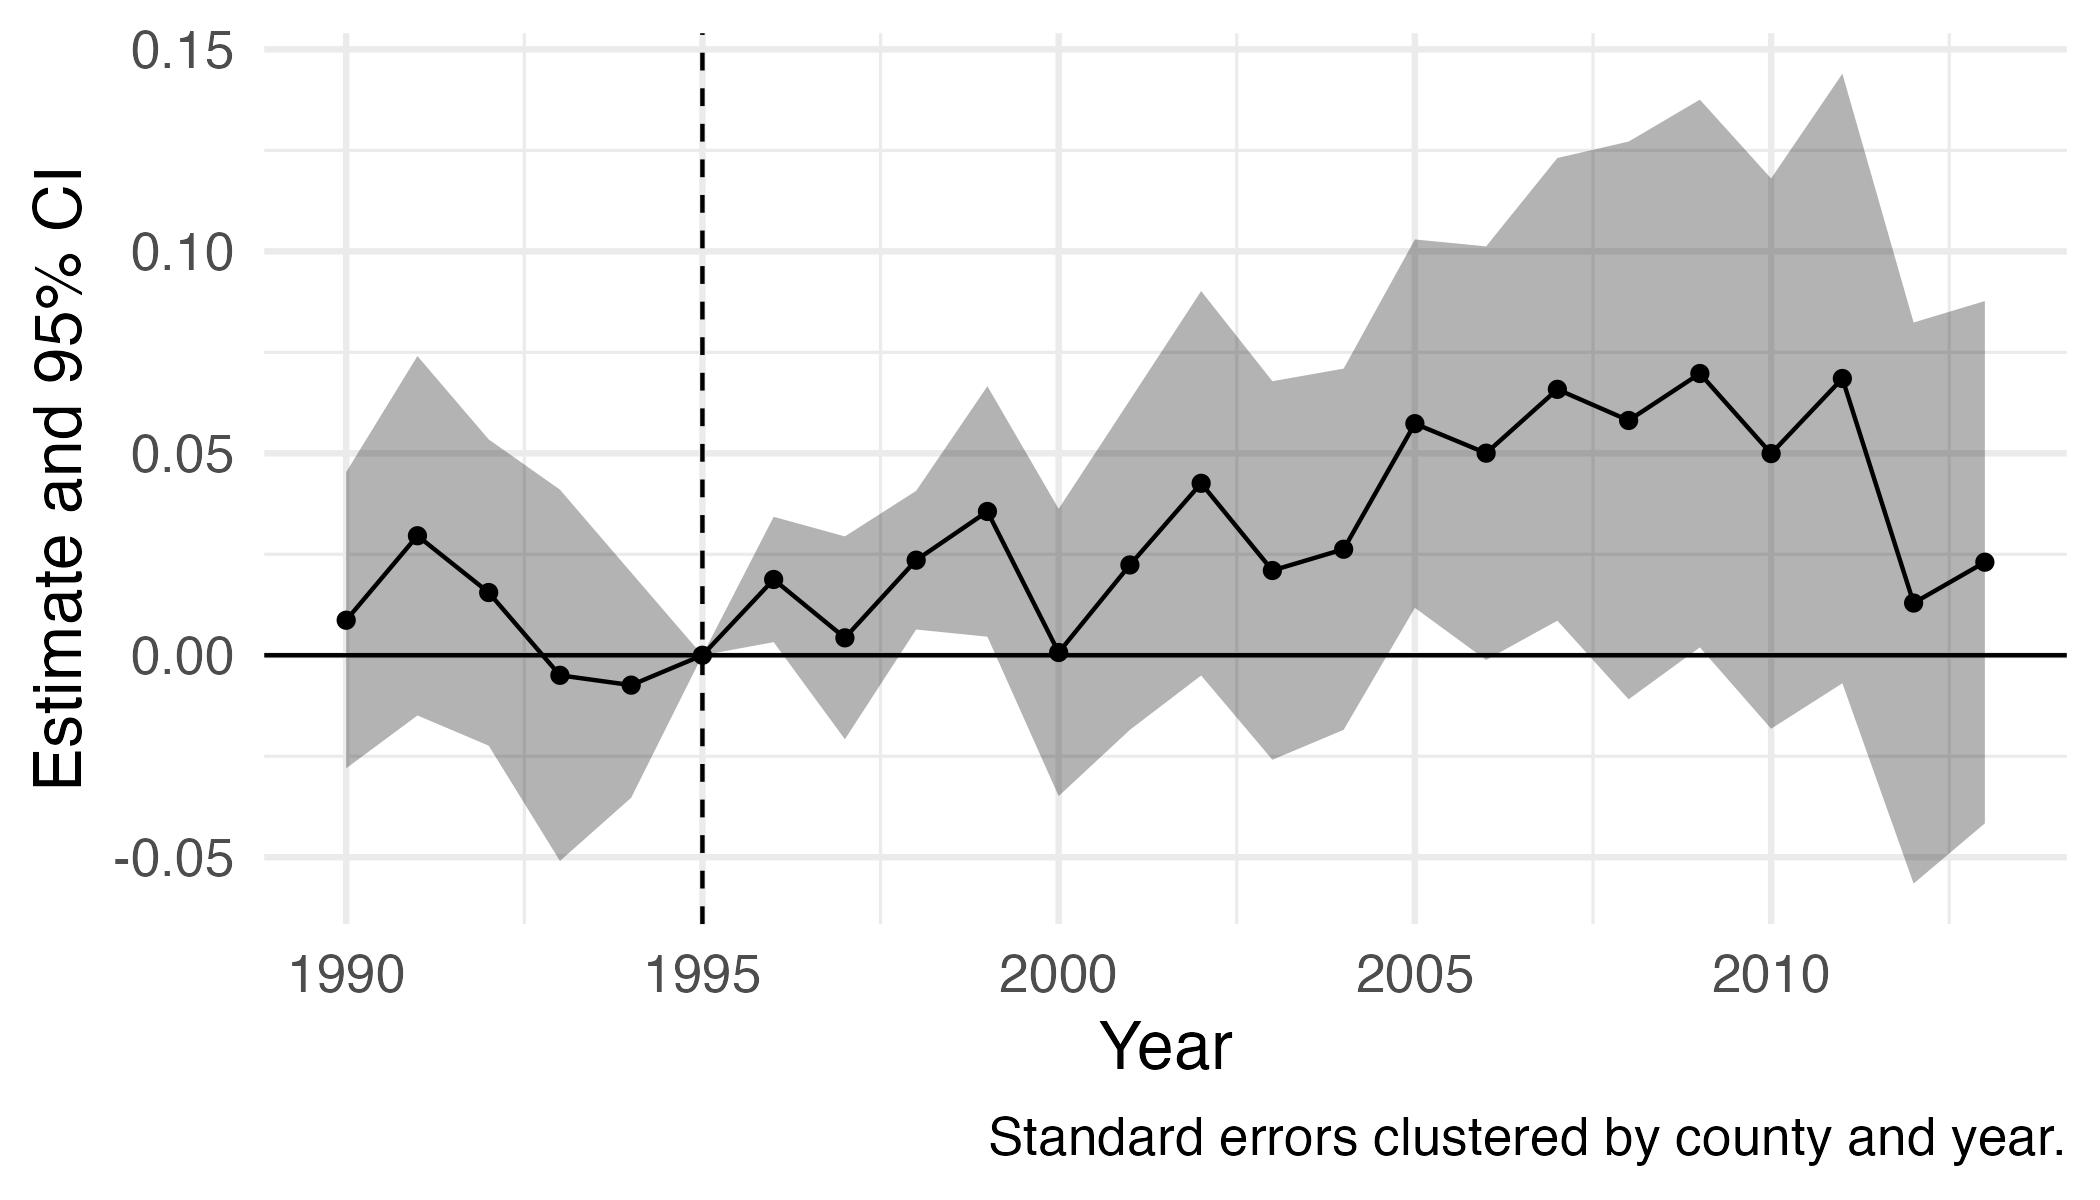 Estimate and 95% CI
0.15
0.10
0.05
0.00
-0.05
1990 1995 2000 2005 2010
Year
Standard errors clustered by county and year.